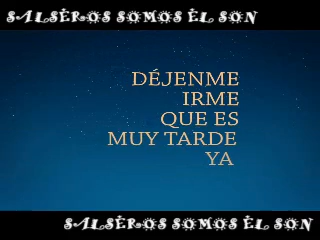 SALSEROS SOMOS EL SON
DÉJENME
IRME
QUE ES
MUY TARDE
YA
SALSEROS SOMOS EL SON